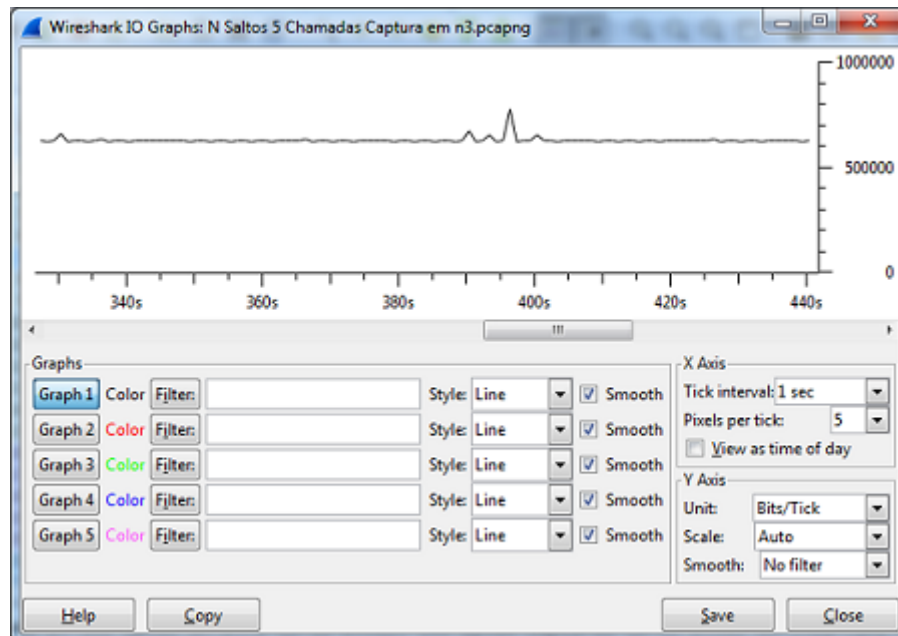 Wireshark IO Graphs: N Saltos 5 Chamadas Captura em n3.pcapng
1000000
500000
0
340s 360s 380s 400s 420s 440s
Graphs
Graph 1 Color Filter: Style: Line Smooth
Graph 2 Color Filter: Style: Line Smooth
Graph 3 Color Filter: Style: Line Smooth
Graph 4 Color Filter: Style: Line Smooth
Graph 5 Color Filter: Style: Line Smooth
X Axis
Tick interval: 1 sec
Pixels per tick: 5
View as time of day
Y Axis
Unit: Bits/Tick
Scale: Auto
Smooth: No filter
Help Copy Save Close